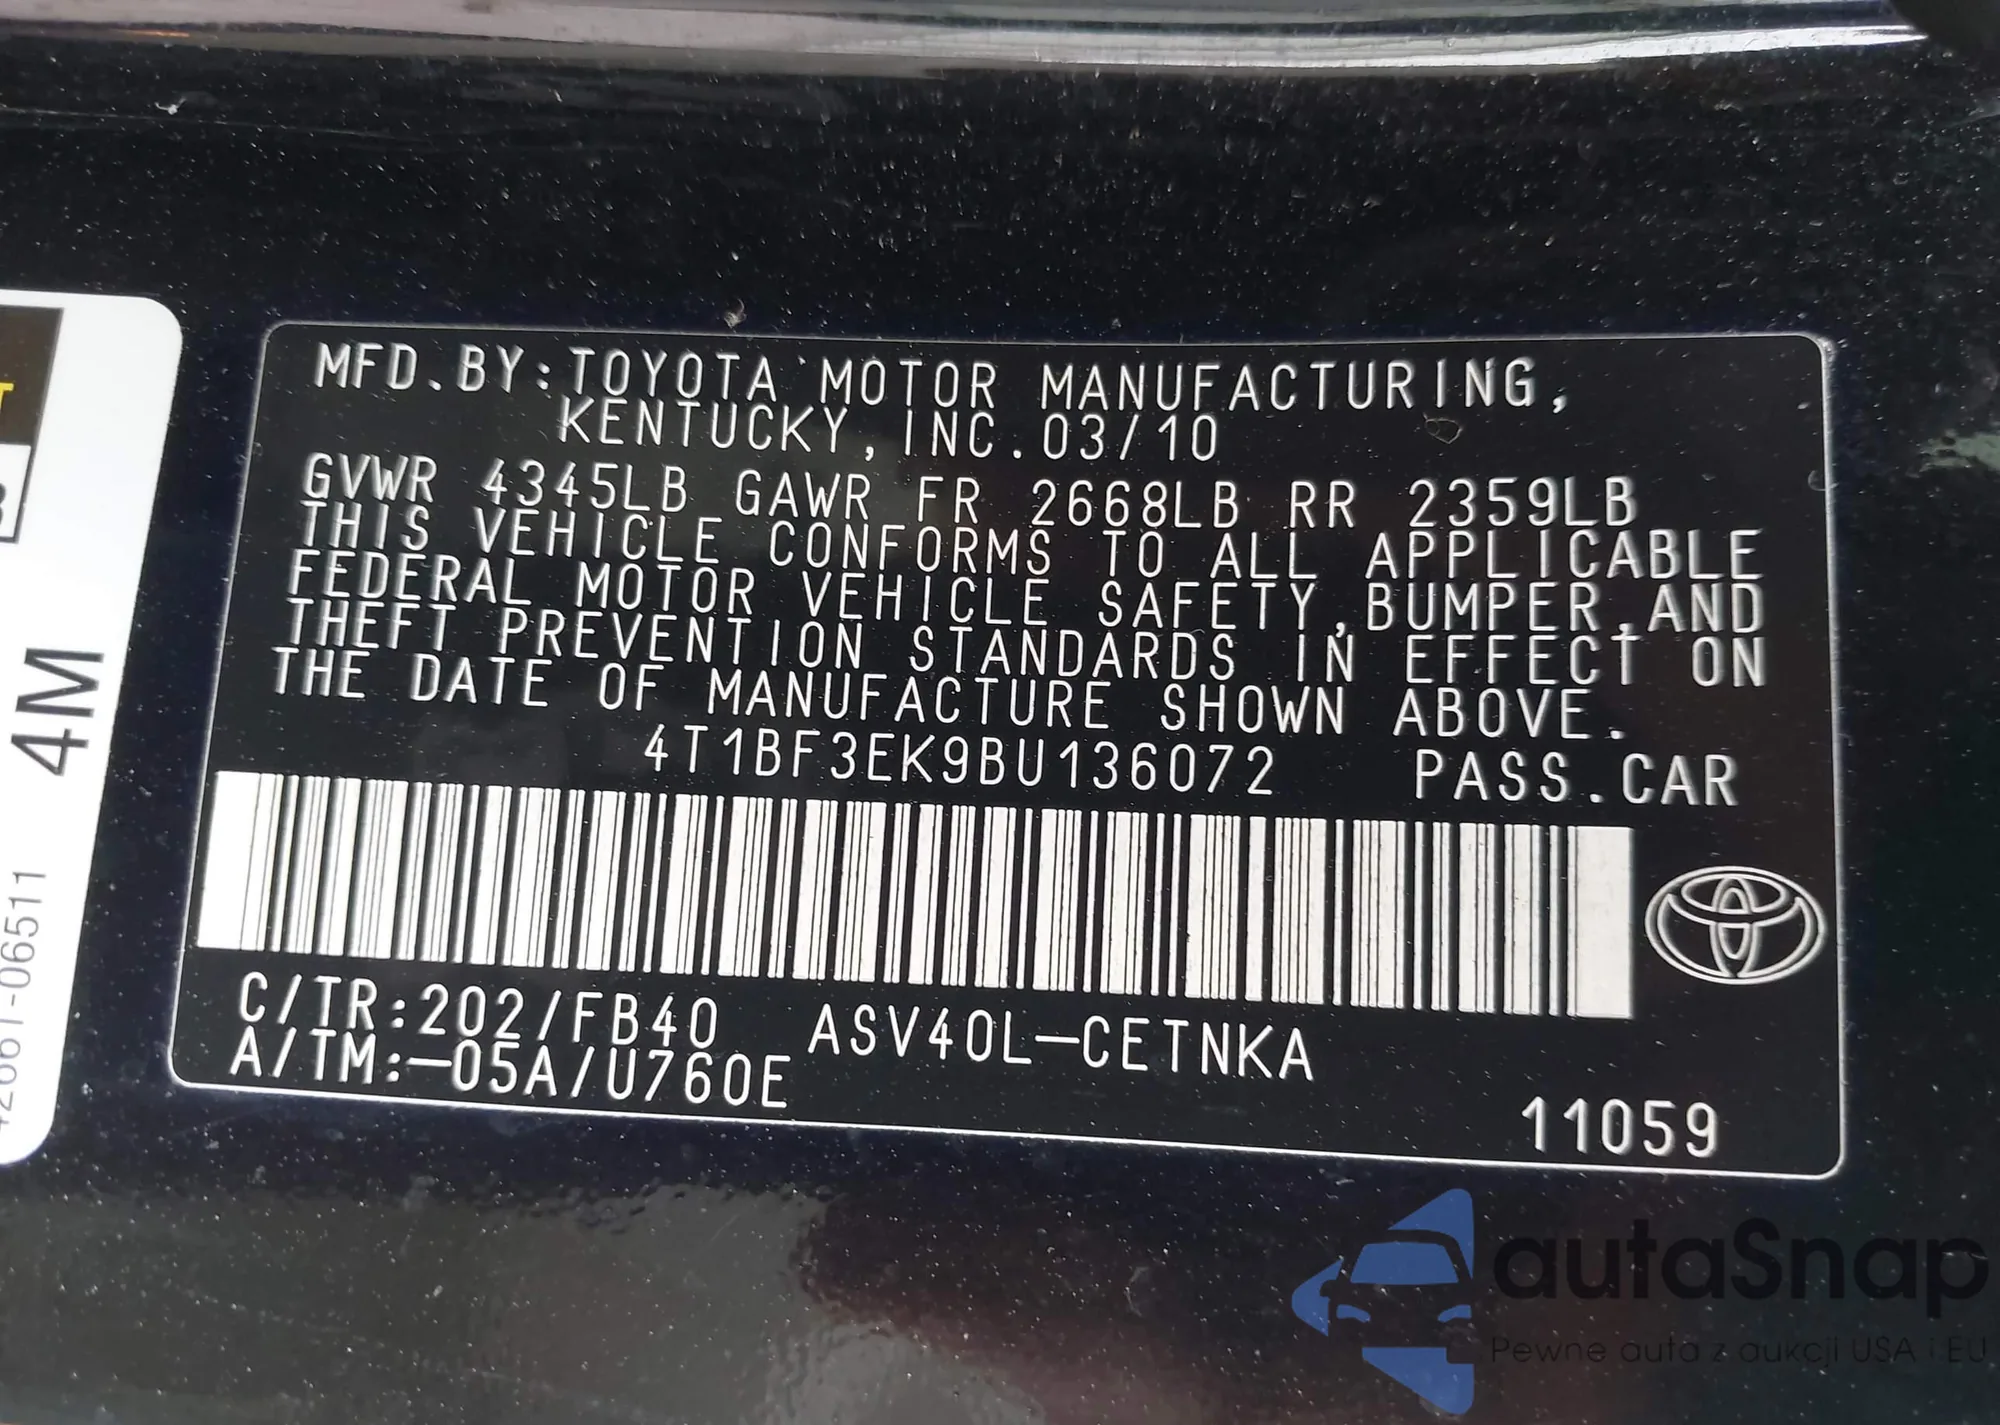 MFD.BY:TOYOTA MOTOR MANUFACTURING,
KENTUCKY, INC. 03/10
GVWR 4345LB GAWR FR 2668LB RR 2359LB
THIS VEHICLE CONFORMS TO ALL APPLICABLE
FEDERAL MOTOR VEHICLE SAFETY,BUMPER,AND
THEFT PREVENTION STANDARDS IN EFFECT ON
THE DATE OF MANUFACTURE SHOWN ABOVE.
4T1BF3EK9BU136072 PASS.CAR
C/TR:202/FB40 ASV40L-CETNKA
A/TM:-05A/U760E
11059
4M
autaSnap
Pewne auta z aukcji USA i EU